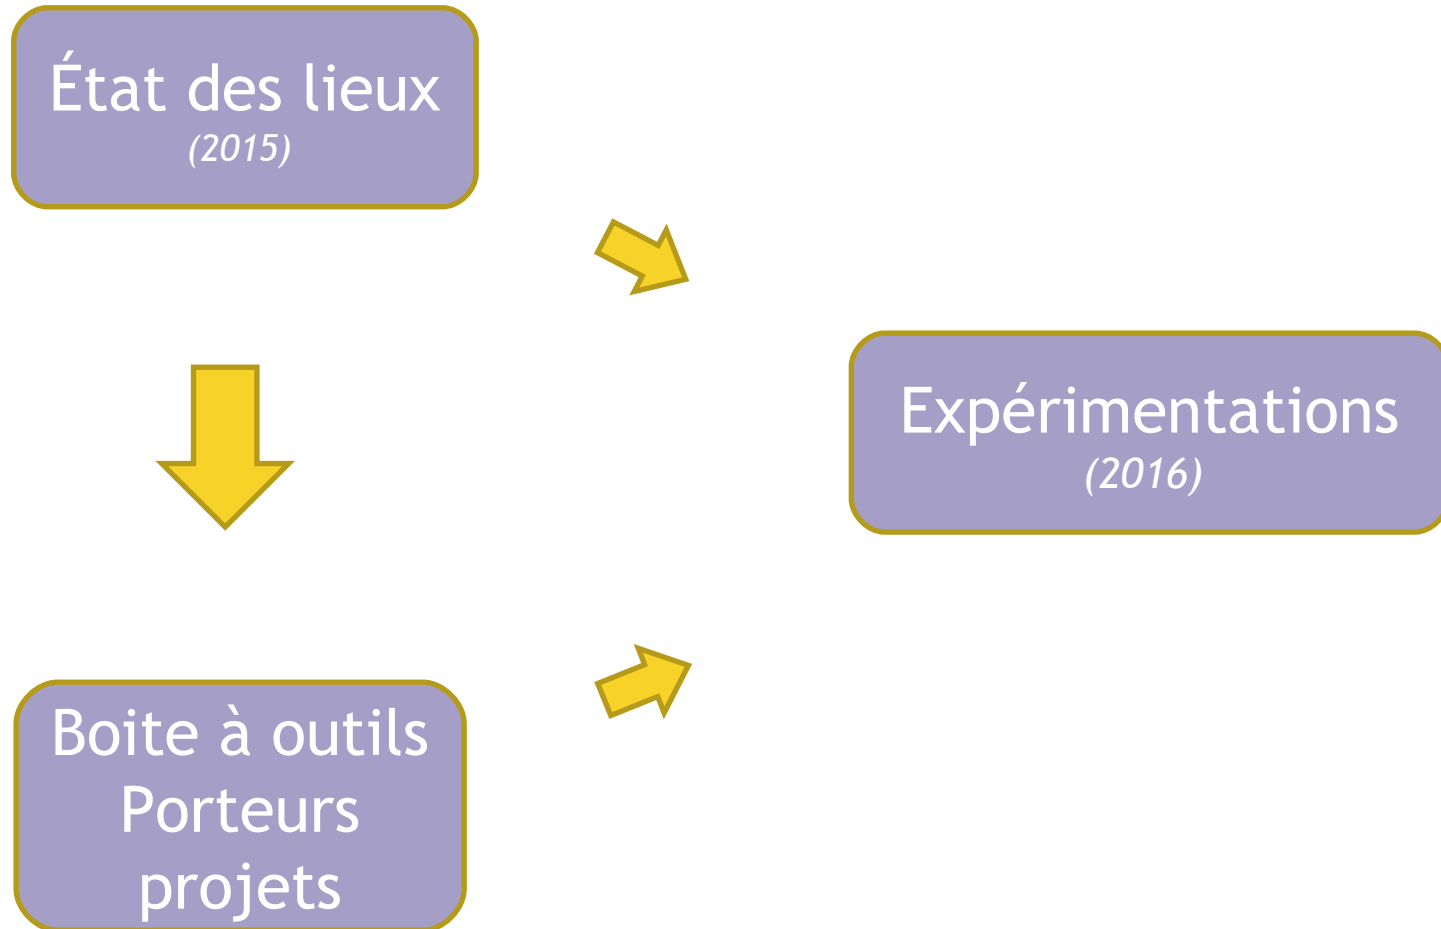 État des lieux
(2015)
Expérimentations
(2016)
Boite à outils
Porteurs
projets